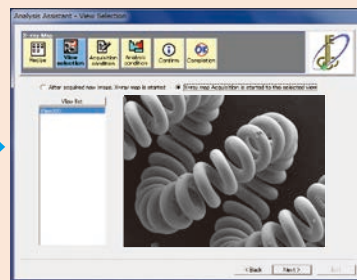 Analysis Assistant - View Selection
X-ray Map
Recipe
View selection
Acquisition condition
Analysis condition
Confirm
Completion
After acquired new image, X-ray map is started
X-ray map Acquisition is started to the selected view
View list
<Back
Next>